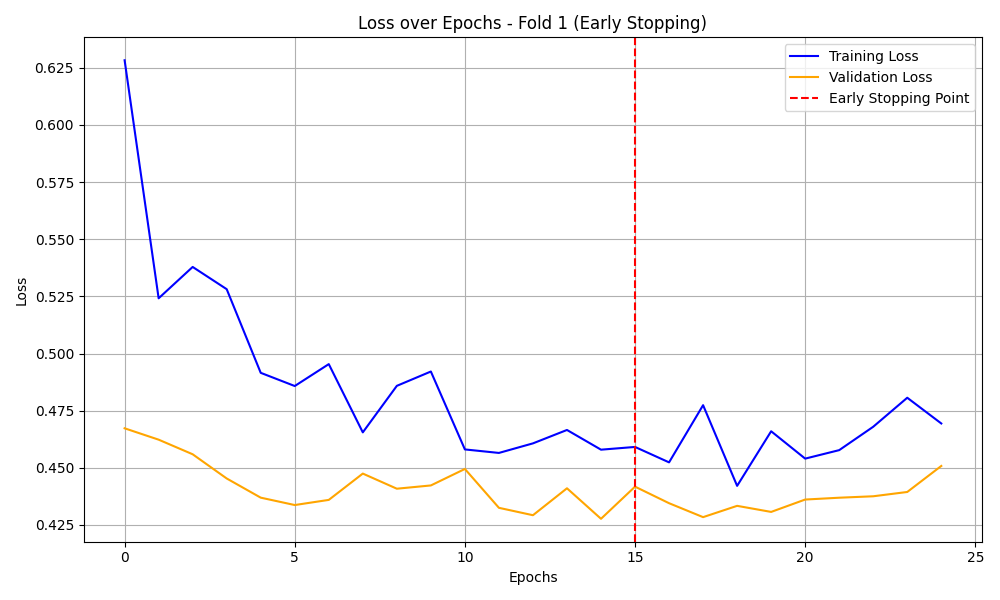 Loss over Epochs - Fold 1 (Early Stopping)
Training Loss
Validation Loss
Early Stopping Point
Loss
0.625
0.600
0.575
0.550
0.525
0.500
0.475
0.450
0.425
0 5 10 15 20 25
Epochs